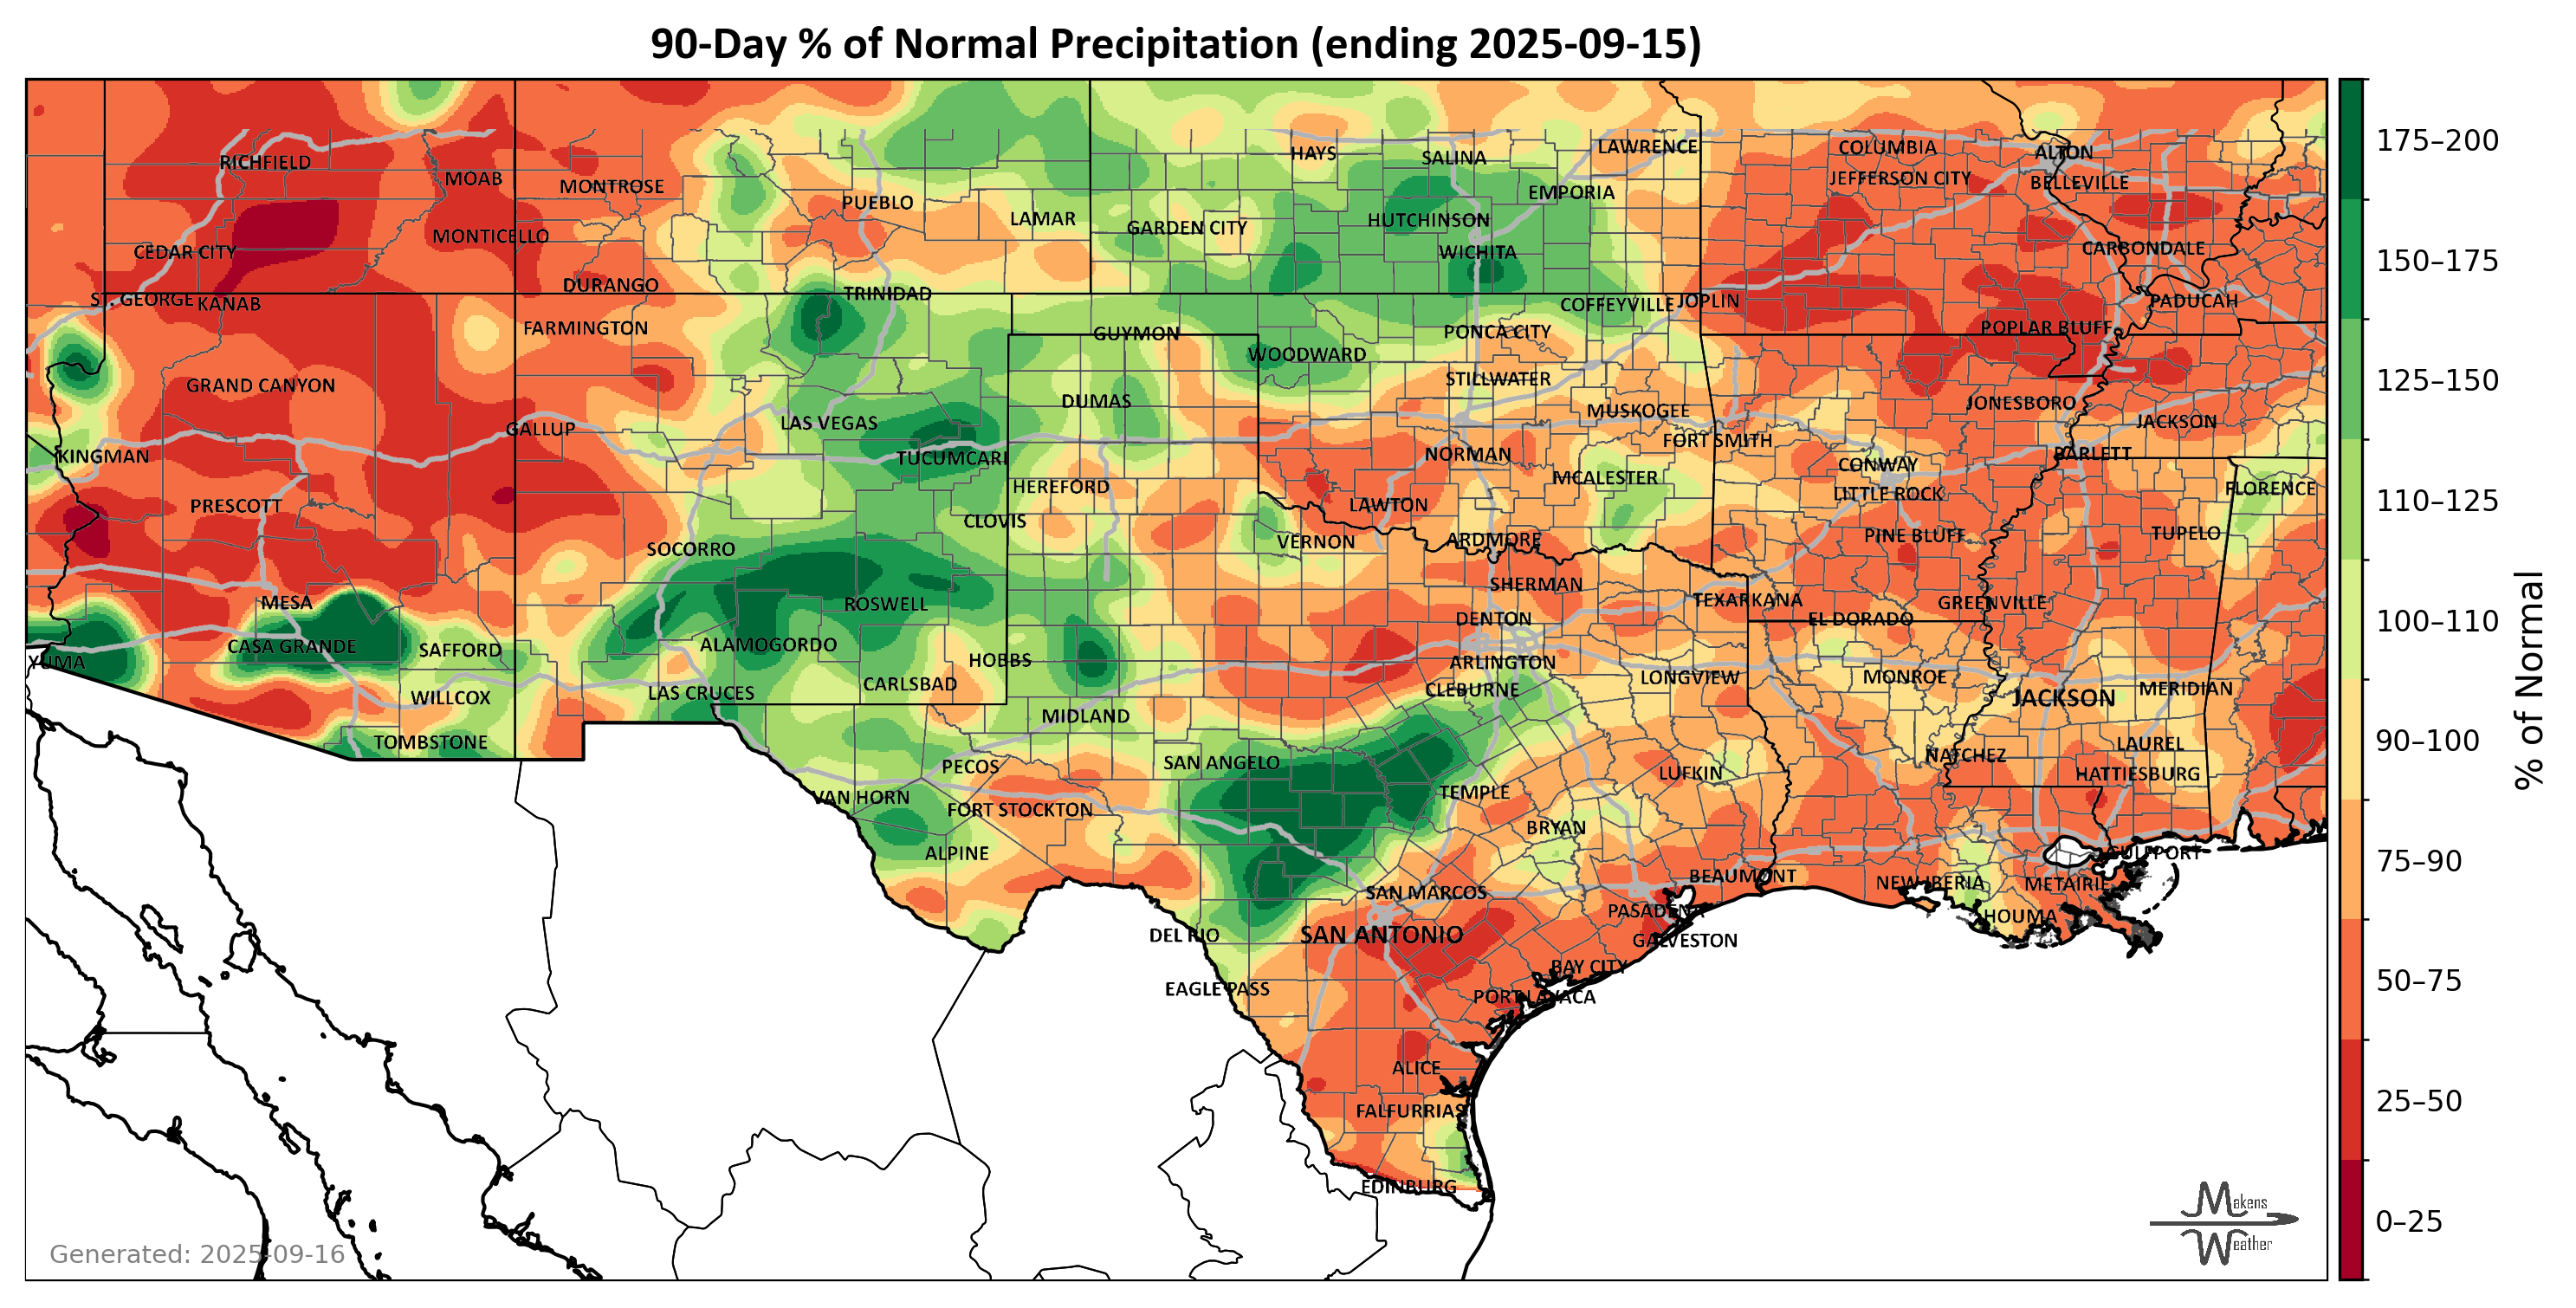 90-Day % of Normal Precipitation (ending 2025-09-15)
HAYS
SALINA
LAWRENCE
COLUMBIA
ALTON
RICHFIELD
MOAB
MONTROSE
EMPORIA
JEFFERSON CITY
BELLEVILLE
PUEBLO
LAMAR
GARDEN CITY
HUTCHINSON
MONTICELLO
CEDAR CITY
WICHITA
CARBONDALE
DURANGO
TRINIDAD
ST. GEORGE
KANAB
COFFEYVILLE
JOPLIN
PADUCAH
FARMINGTON
GUYMON
PONCA CITY
POPLAR BLUFF
WOODWARD
GRAND CANYON
STILLWATER
DUMAS
MUSKOGEE
JONESBORO
LAS VEGAS
JACKSON
GALLUP
FORT SMITH
KINGMAN
TUCUMCARI
NORMAN
BARLETT
CONWAY
MCALESTER
HEREFORD
LITTLE ROCK
FLORENCE
PRESCOTT
LAWTON
CLOVIS
VERNON
ARDMORE
PINE BLUFF
TUPELO
SOCORRO
SHERMAN
MESA
ROSWELL
TEXARKANA
GREENVILLE
DENTON
EL DORADO
CASA GRANDE
SAFFORD
ALAMOGORDO
YUMA
HOBBS
ARLINGTON
WILLCOX
LAS CRUCES
CARLSBAD
CLEBURNE
LONGVIEW
MONROE
JACKSON
MERIDIAN
MIDLAND
TOMBSTONE
LAUREL
PECOS
SAN ANGELO
NATCHEZ
LUFKIN
HATTIESBURG
VAN HORN
FORT STOCKTON
TEMPLE
BRYAN
ALPINE
GULFPORT
SAN MARCOS
BEAUMONT
NEW IBERIA
METAIRIE
PASADENA
HOUMA
DEL RIO
SAN ANTONIO
GALVESTON
BAY CITY
EAGLE PASS
PORT LAVACA
ALICE
FALFURRIAS
EDINBURG
Generated: 2025-09-16
Makens
Weather
175–200
150–175
125–150
110–125
100–110
90–100
75–90
50–75
25–50
0–25
% of Normal